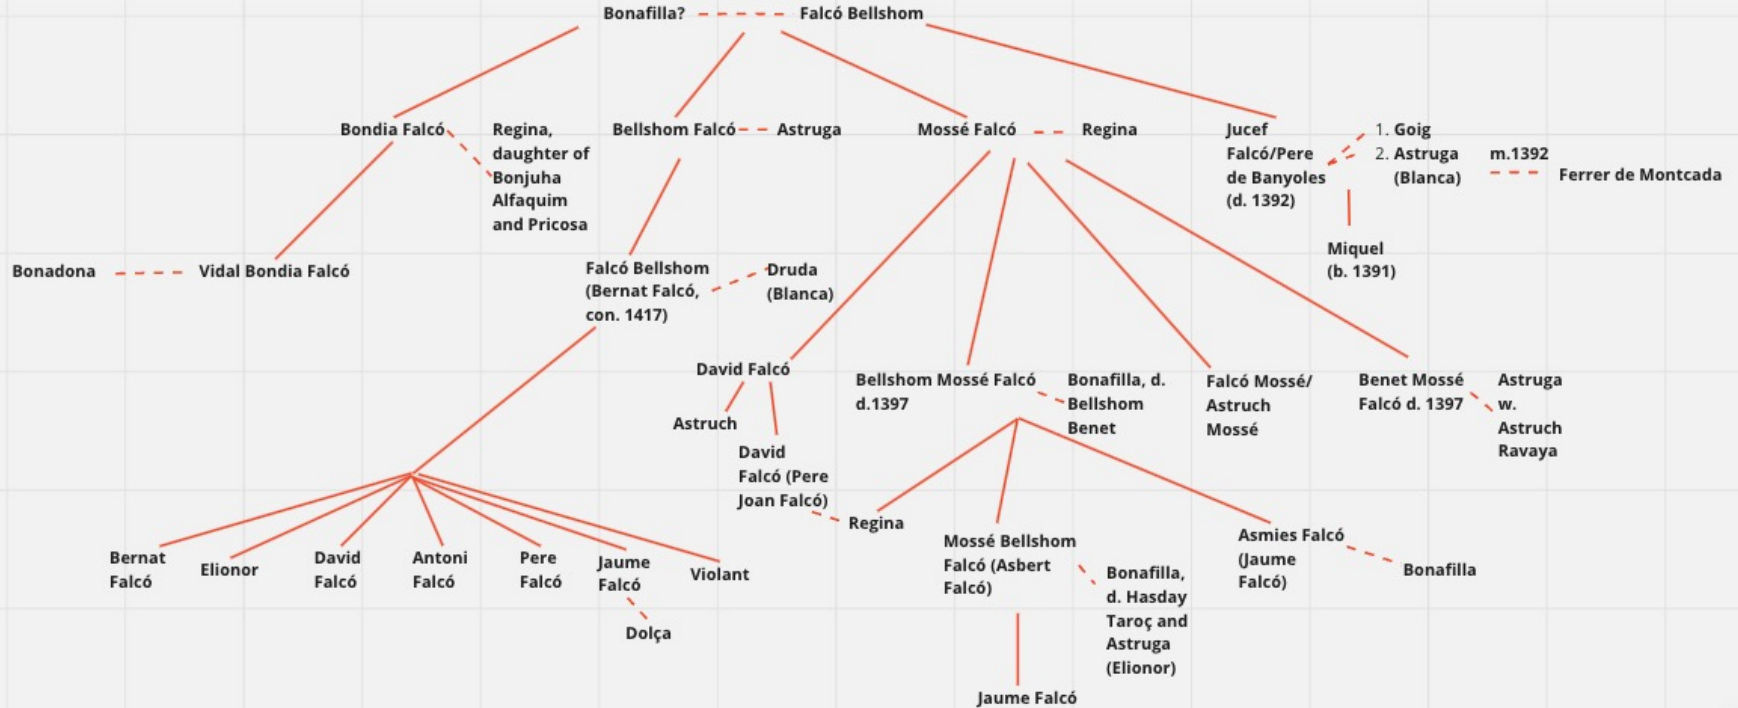 Bonafilla?
Falcó Bellshom
Bondia Falcó
Regina,
daughter of
Bonjuha
Alfaquim
and Pricosa
Bellshom Falcó
Astruga
Mossé Falcó
Regina
Jucef
Falcó/Pere
de Banyoles
(d. 1392)
1. Goig
2. Astruga
(Blanca)
m.1392
Ferrer de Montcada
Miquel
(b. 1391)
Bonadona
Vidal Bondia Falcó
Falcó Bellshom
(Bernat Falcó,
con. 1417)
Druda
(Blanca)
David Falcó
Bellshom Mossé Falcó
d.1397
Bonafilla, d.
Bellshom
Benet
Falcó Mossé/
Astruch
Mossé
Benet Mossé
Falcó d. 1397
Astruga
w.
Astruch
Ravaya
Astruch
David
Falcó (Pere
Joan Falcó)
Regina
Bernat
Falcó
Elionor
David
Falcó
Antoni
Falcó
Pere
Falcó
Jaume
Falcó
Violant
Dolça
Mossé Bellshom
Falcó (Asbert
Falcó)
Bonafilla,
d. Hasday
Taroç and
Astruga
(Elionor)
Asmies Falcó
(Jaume
Falcó)
Bonafilla
Jaume Falcó